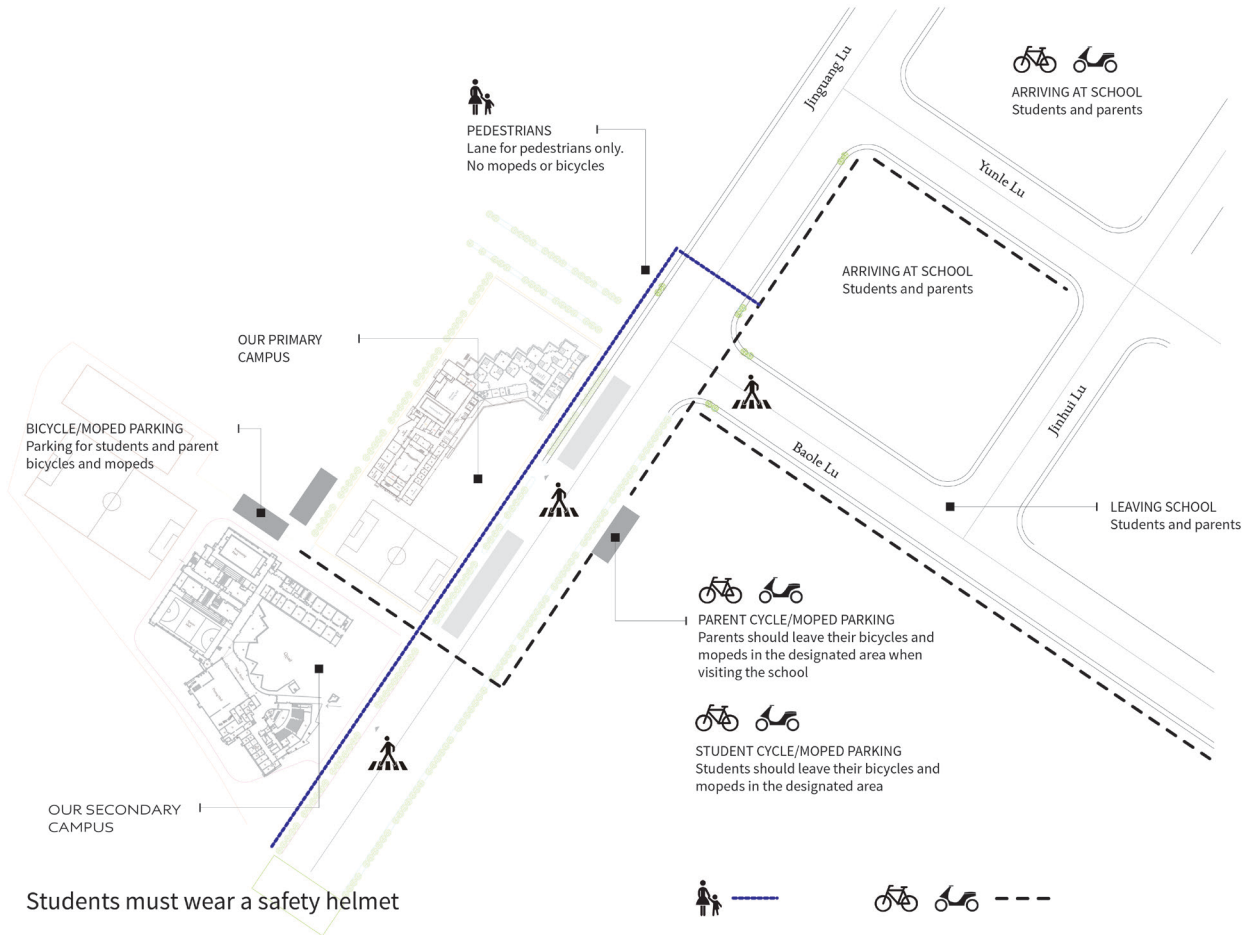 Jinguang Lu
ARRIVING AT SCHOOL
Students and parents
PEDESTRIANS
Lane for pedestrians only.
No mopeds or bicycles
Yunle Lu
ARRIVING AT SCHOOL
Students and parents
OUR PRIMARY
CAMPUS
Jinhui Lu
BICYCLE/MOPED PARKING
Parking for students and parent
bicycles and mopeds
Baole Lu
LEAVING SCHOOL
Students and parents
PARENT CYCLE/MOPED PARKING
Parents should leave their bicycles and
mopeds in the designated area when
visiting the school
STUDENT CYCLE/MOPED PARKING
Students should leave their bicycles and
mopeds in the designated area
OUR SECONDARY
CAMPUS
Students must wear a safety helmet